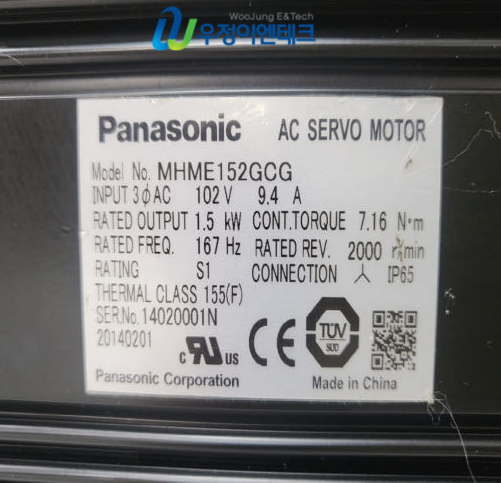 WooJung E&Tech
우정이엔테크
Panasonic AC SERVO MOTOR
Model No. MHME152GCG
INPUT 3ϕAC 102 V 9.4 A
RATED OUTPUT 1.5 kW CONT.TORQUE 7.16 N·m
RATED FREQ. 167 Hz RATED REV. 2000 r/min
RATING S1 CONNECTION 人 IP65
THERMAL CLASS 155(F)
SER.No.14020001N
20140201
c RU US CE TÜV SÜD
Panasonic Corporation Made in China